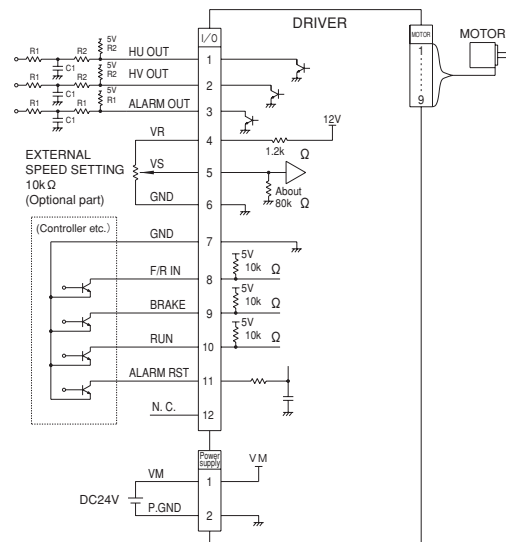 DRIVER
I/O
MOTOR
MOTOR
1
9
5V
R2
R1
R2
HU OUT
1
C1
5V
R2
R1
R2
HV OUT
2
C1
5V
R1
R1
R1
ALARM OUT
3
C1
12V
VR
4
1.2k Ω
EXTERNAL
SPEED SETTING
10kΩ
(Optional part)
VS
5
About
80k Ω
GND
6
(Controller etc.)
GND
7
5V
10k Ω
F/R IN
8
5V
10k Ω
BRAKE
9
5V
10k Ω
RUN
10
ALARM RST
11
N. C.
12
Power
supply
VM
VM
1
DC24V
P.GND
2